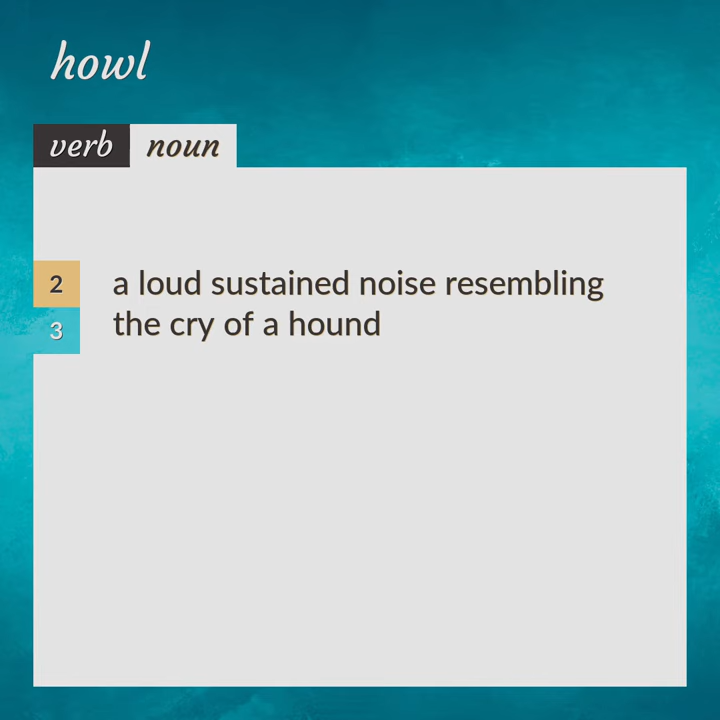 howl
verb noun
2 a loud sustained noise resembling
3 the cry of a hound